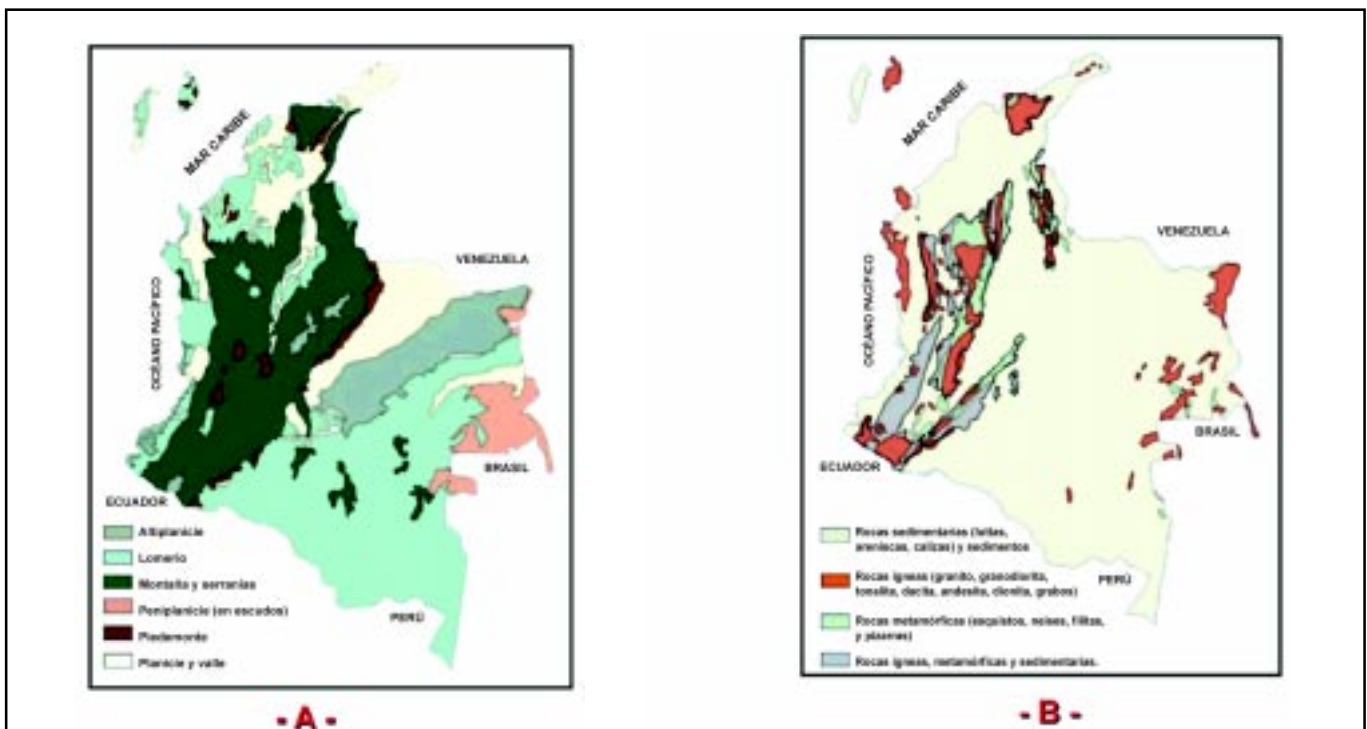 MAR CARIBE
VENEZUELA
OCÉANO PACÍFICO
BRASIL
ECUADOR
Altiplanicie
Lomerío
Montaña y serranías
Peniplanicie (en escudos)
Piedemonte
PERÚ
Planicie y valle
- A -
MAR CARIBE
VENEZUELA
OCÉANO PACÍFICO
BRASIL
ECUADOR
Rocas sedimentarias (lutitas,
areniscas, calizas) y sedimentos
Rocas ígneas (granito, granodiorita,
tonalita, dacita, andesita, diorita, grabos)
PERÚ
Rocas metamórficas (esquistos, neises, filitas,
y pizarras)
Rocas ígneas, metamórficas y sedimentarias.
- B -